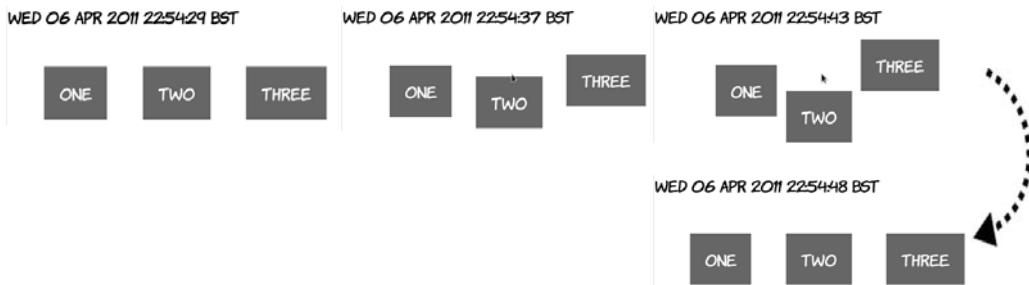 WED 06 APR 2011 22:54:29 BST
ONE TWO THREE
WED 06 APR 2011 22:54:37 BST
ONE TWO THREE
WED 06 APR 2011 22:54:43 BST
ONE TWO THREE
WED 06 APR 2011 22:54:48 BST
ONE TWO THREE